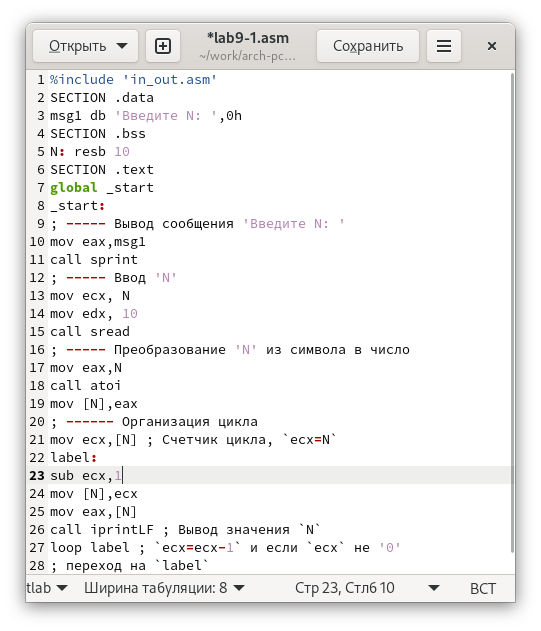 Открыть
*lab9-1.asm
~/work/arch-pc…
Сохранить
1 %include 'in_out.asm'
2 SECTION .data
3 msg1 db 'Введите N: ',0h
4 SECTION .bss
5 N: resb 10
6 SECTION .text
7 global _start
8 _start:
9 ; ----- Вывод сообщения 'Введите N: '
10 mov eax,msg1
11 call sprint
12 ; ----- Ввод 'N'
13 mov ecx, N
14 mov edx, 10
15 call sread
16 ; ----- Преобразование 'N' из символа в число
17 mov eax,N
18 call atoi
19 mov [N],eax
20 ; ------ Организация цикла
21 mov ecx,[N] ; Счетчик цикла, `ecx=N`
22 label:
23 sub ecx,1
24 mov [N],ecx
25 mov eax,[N]
26 call iprintLF ; Вывод значения `N`
27 loop label ; `ecx=ecx-1` и если `ecx` не '0'
28 ; переход на `label`
tlab
Ширина табуляции: 8
Стр 23, Стлб 10
ВСТ